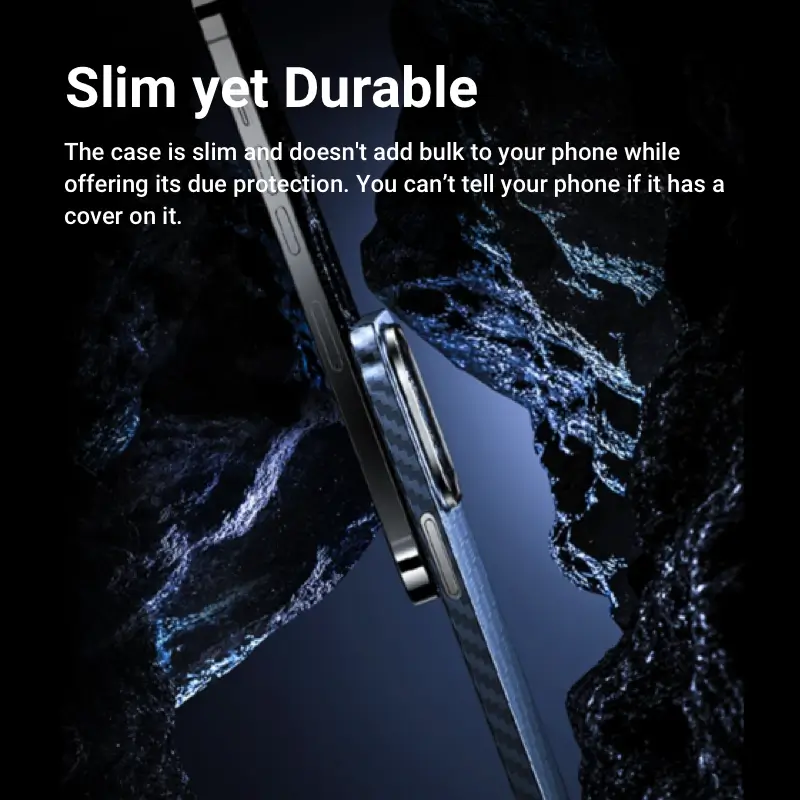 Slim yet Durable
The case is slim and doesn't add bulk to your phone while
offering its due protection. You can’t tell your phone if it has a
cover on it.